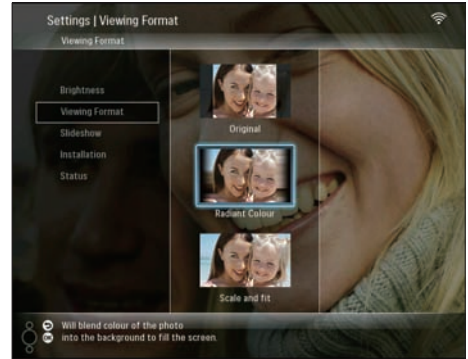 Settings | Viewing Format
Viewing Format
Brightness
Viewing Format
Slideshow
Installation
Status
Original
Radiant Colour
Scale and fit
Will blend colour of the photo
OK into the background to fill the screen.